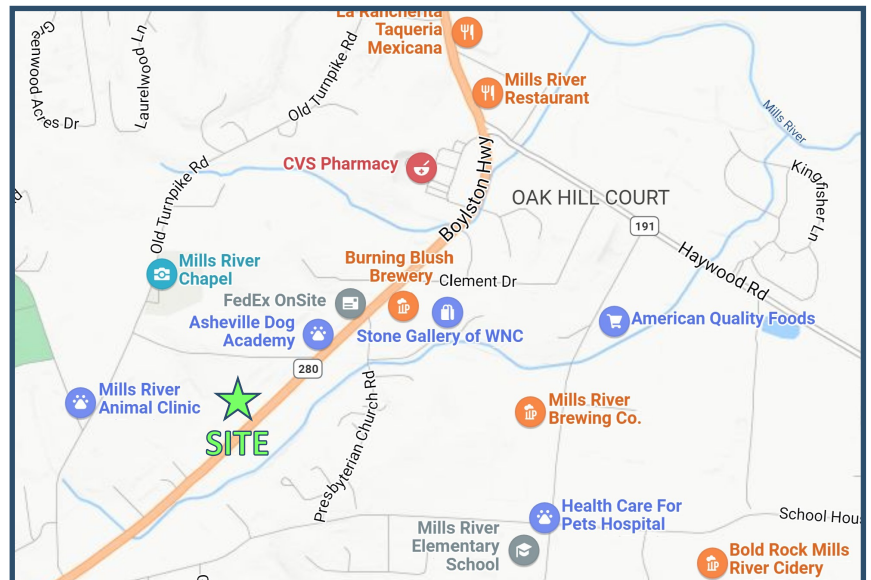 La Rancherita
Taqueria
Mexicana
Mills River
Restaurant
Greenwood Acres Dr
Laurelwood Ln
Old Turnpike Rd
Mills River
CVS Pharmacy
Boylston Hwy
OAK HILL COURT
Kingfisher Ln
191
Old Turnpike Rd
Haywood Rd
Mills River
Chapel
Burning Blush
Brewery
Clement Dr
FedEx OnSite
Asheville Dog
Academy
Stone Gallery of WNC
American Quality Foods
280
Mills River
Animal Clinic
SITE
Presbyterian Church Rd
Mills River
Brewing Co.
Health Care For
Pets Hospital
School Hous
Mills River
Elementary
School
Bold Rock Mills
River Cidery